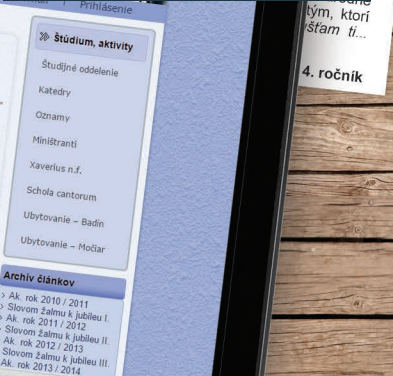 Prihlásenie
Štúdium, aktivity
Študijné oddelenie
Katedry
Oznamy
Miništranti
Xaverius n.f.
Schola cantorum
Ubytovanie – Badín
Ubytovanie – Močiar
Archív článkov
> Ak. rok 2010 / 2011
> Slovom žalmu k jubileu I.
> Ak. rok 2011 / 2012
> Slovom žalmu k jubileu II.
Ak. rok 2012 / 2013
Slovom žalmu k jubileu III.
Ak. rok 2013 / 2014
tým, ktorí
ti...
4. ročník